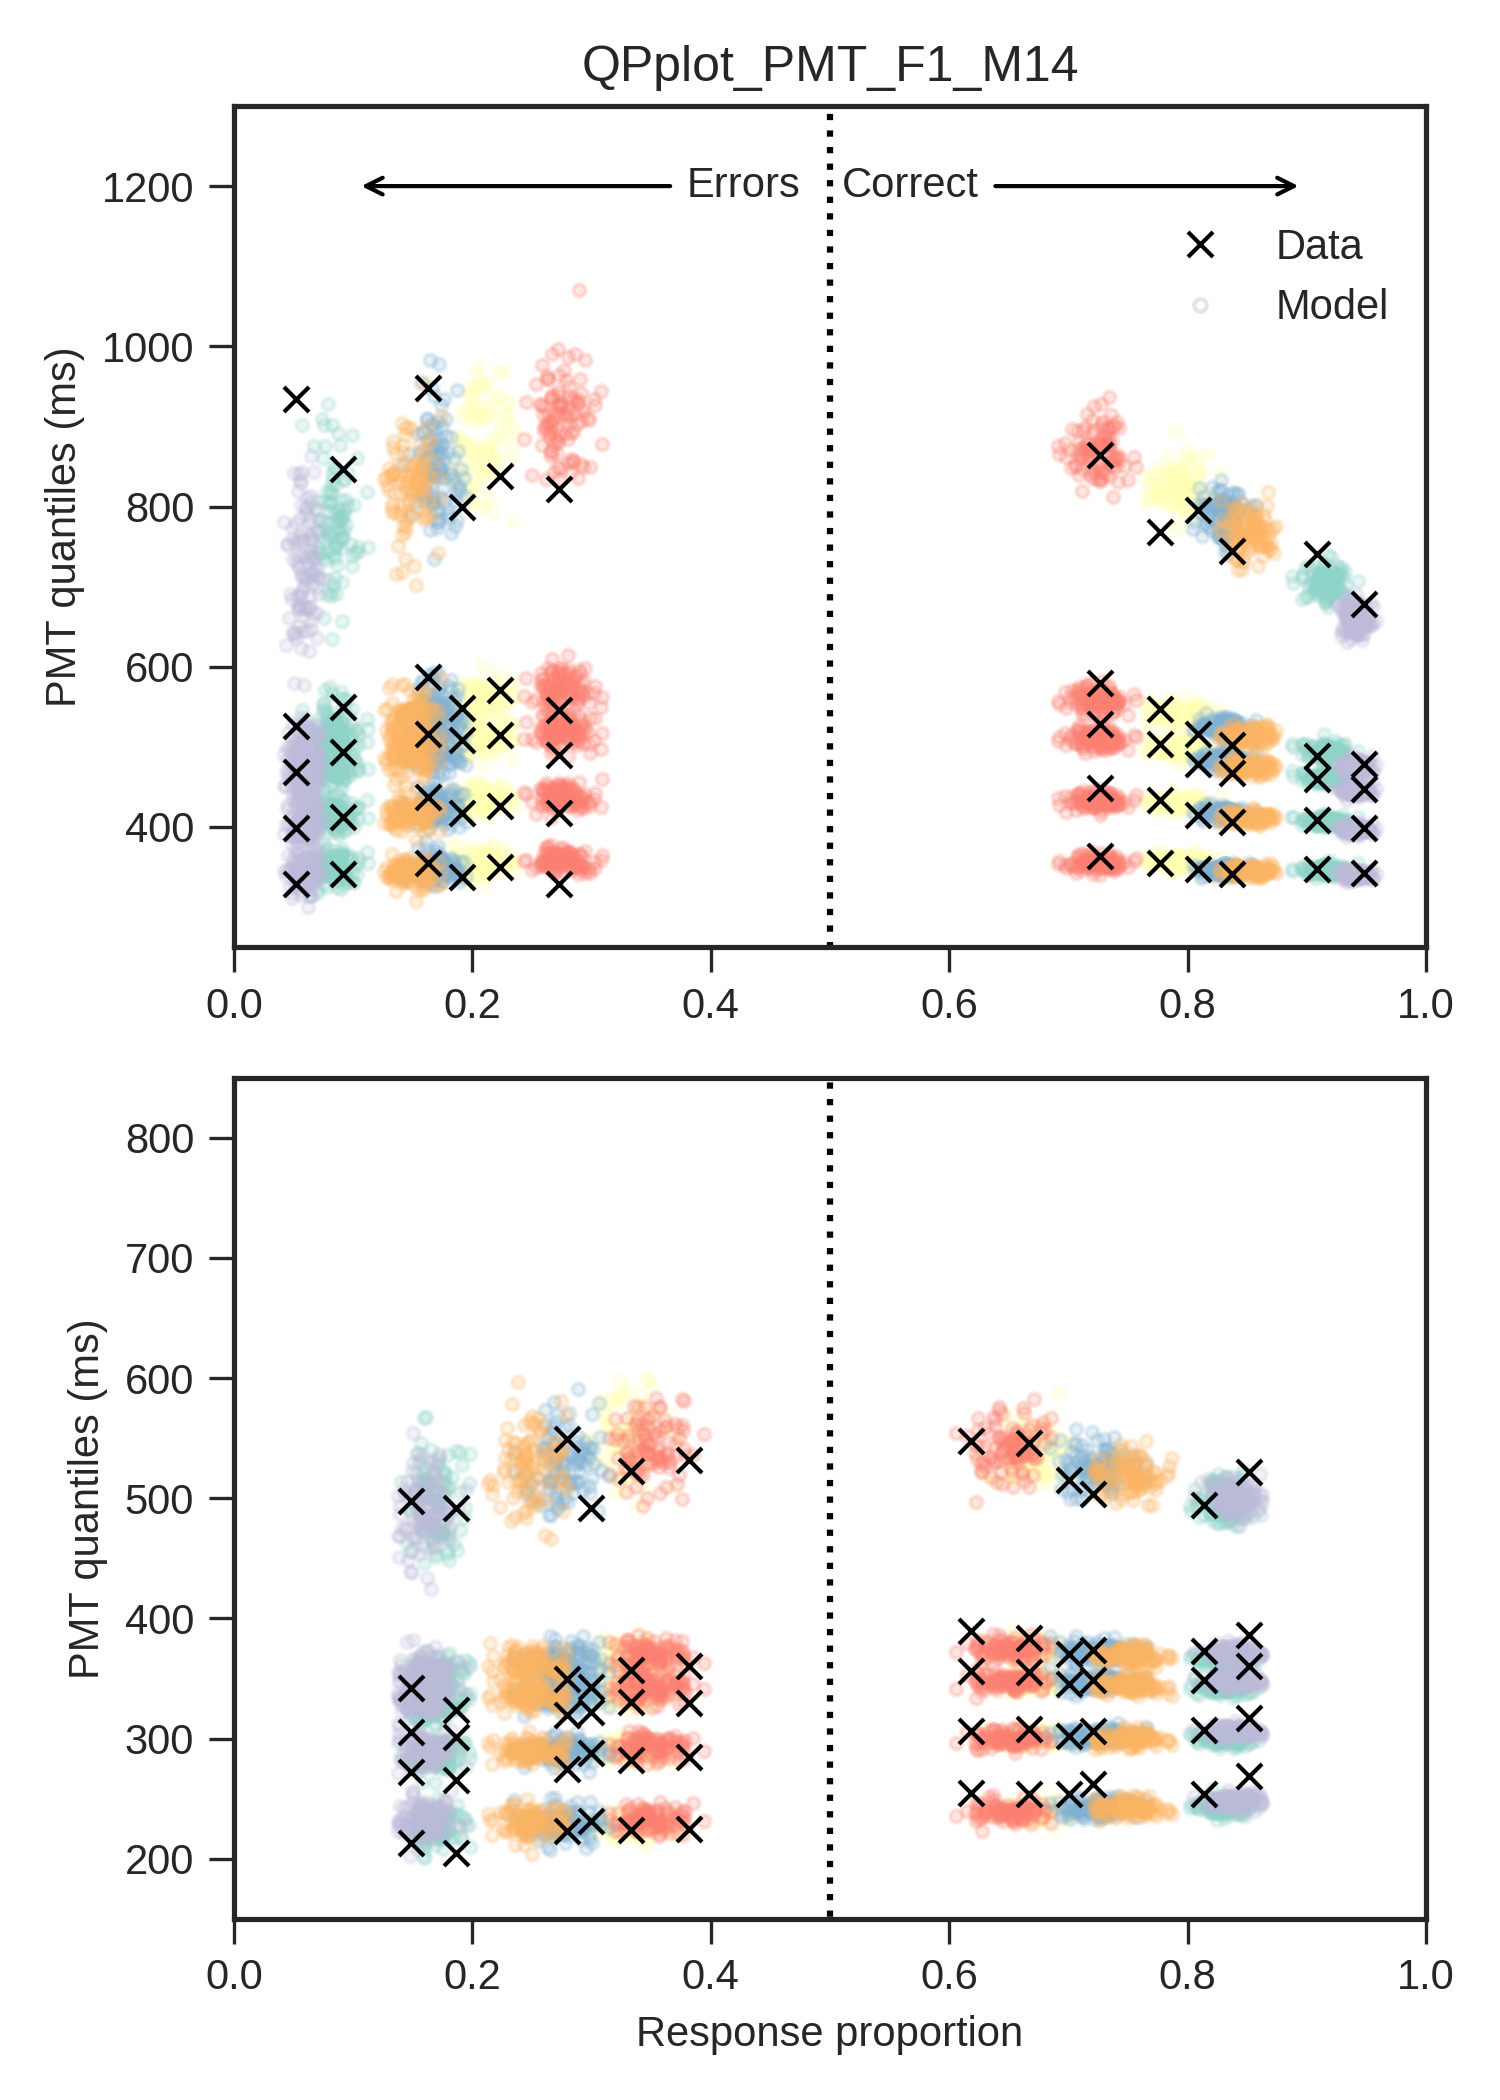 QPplot_PMT_F1_M14
PMT quantiles (ms)
1200
1000
800
600
400
Errors
Correct
Data
Model
0.0 0.2 0.4 0.6 0.8 1.0
PMT quantiles (ms)
800
700
600
500
400
300
200
0.0 0.2 0.4 0.6 0.8 1.0
Response proportion